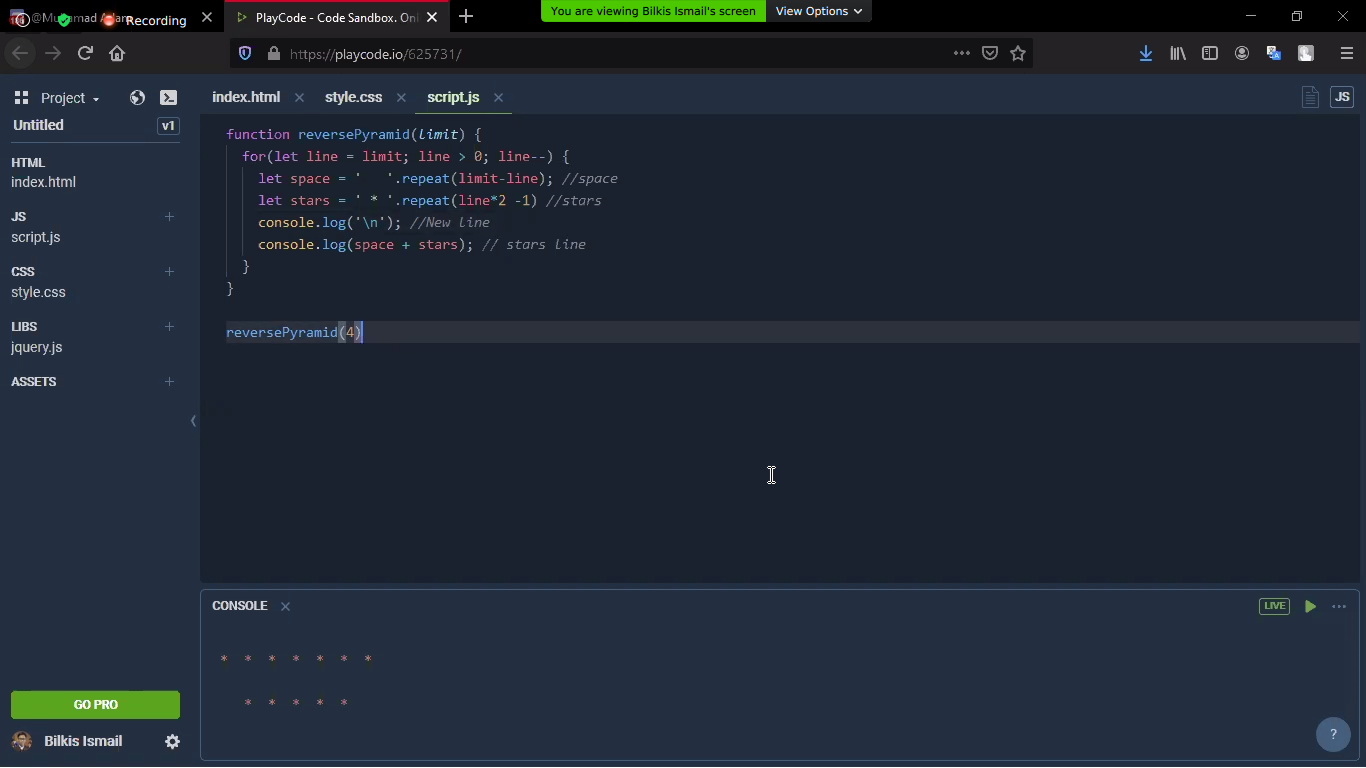 Recording
PlayCode - Code Sandbox. Onl
You are viewing Bilkis Ismail's screen
View Options
https://playcode.io/625731/
Project
index.html
style.css
script.js
JS
Untitled
v1
HTML
index.html
JS
script.js
CSS
style.css
LIBS
jquery.js
ASSETS
function reversePyramid(limit) {
for(let line = limit; line > 0; line--) {
let space = '   '.repeat(limit-line); //space
let stars = ' * '.repeat(line*2 -1) //stars
console.log('\n'); //New line
console.log(space + stars); // stars line
}
}
reversePyramid(4)
CONSOLE
LIVE
* * * * * * *
* * * * *
GO PRO
Bilkis Ismail
?